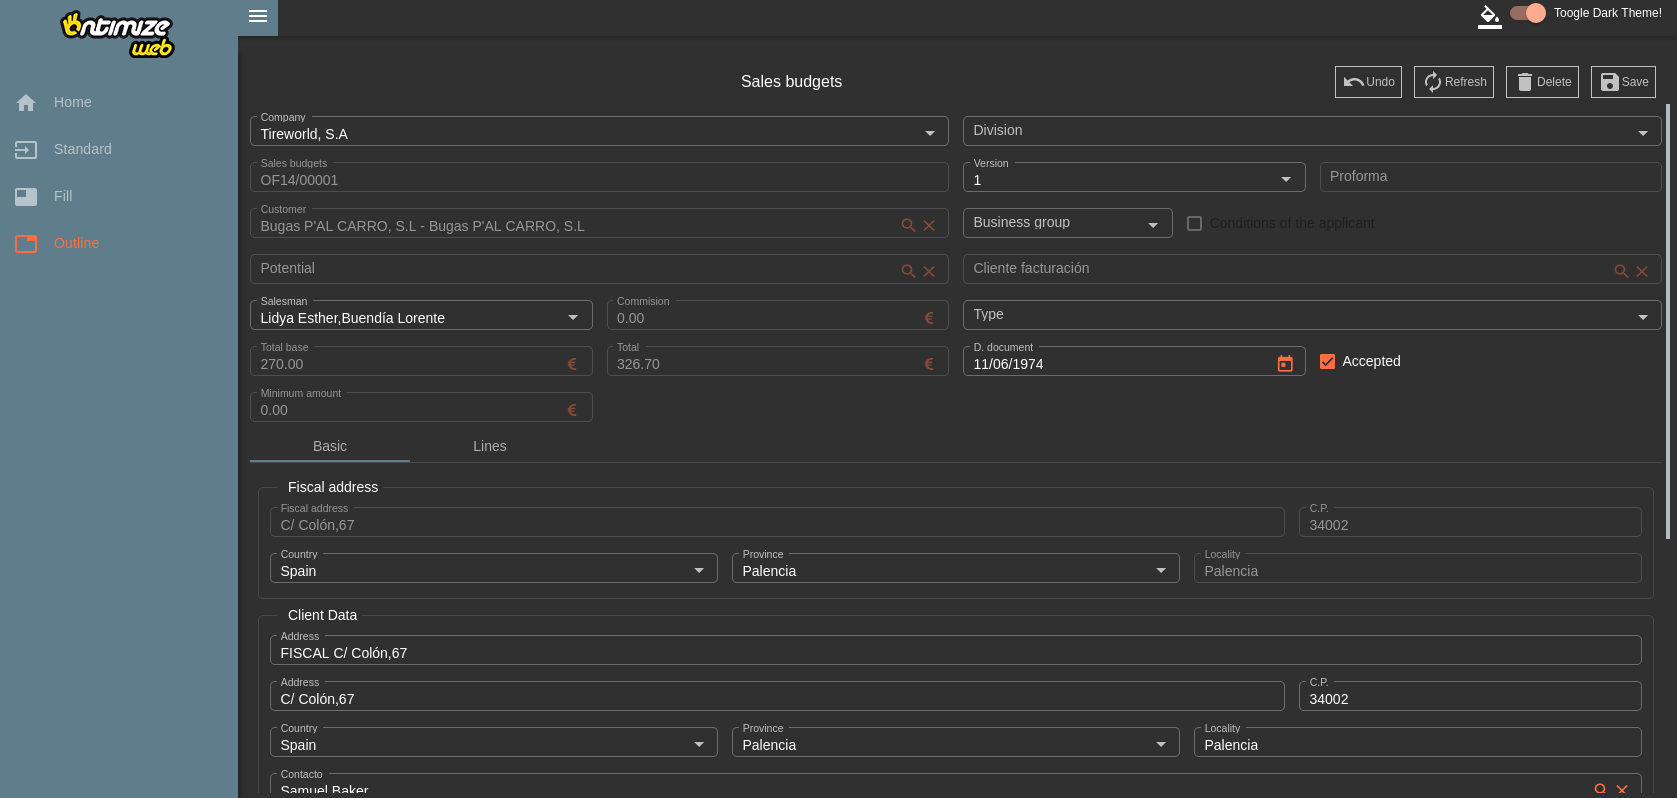 Ontimize
web
Toogle Dark Theme!
Home
Standard
Fill
Outline
Sales budgets
Undo
Refresh
Delete
Save
Company
Tireworld, S.A
Division
Sales budgets
OF14/00001
Version
1
Proforma
Customer
Bugas P'AL CARRO, S.L - Bugas P'AL CARRO, S.L
Business group
Conditions of the applicant
Potential
Cliente facturación
Salesman
Lidya Esther,Buendía Lorente
Commision
0.00 €
Type
Total base
270.00 €
Total
326.70 €
D. document
11/06/1974
Accepted
Minimum amount
0.00 €
Basic
Lines
Fiscal address
Fiscal address
C/ Colón,67
C.P.
34002
Country
Spain
Province
Palencia
Locality
Palencia
Client Data
Address
FISCAL C/ Colón,67
Address
C/ Colón,67
C.P.
34002
Country
Spain
Province
Palencia
Locality
Palencia
Contacto
Samuel Baker